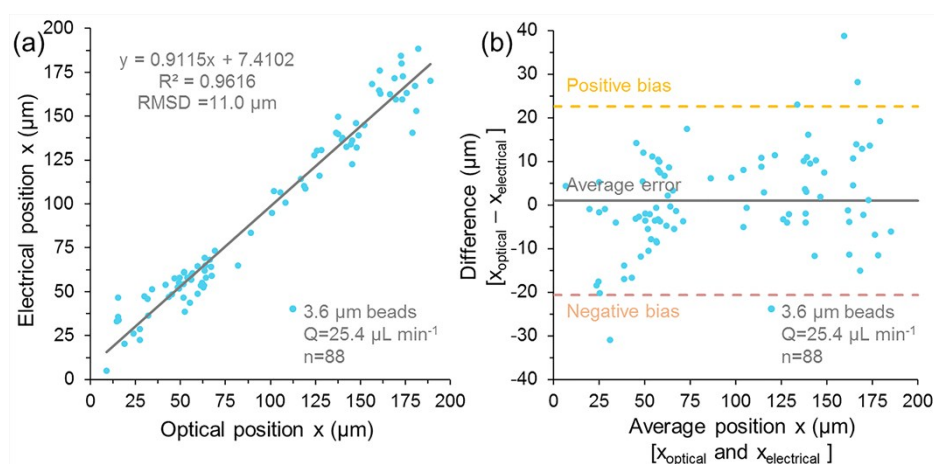 (a)
y = 0.9115x + 7.4102
R² = 0.9616
RMSD =11.0 µm
Electrical position x (µm)
200
175
150
125
100
75
50
25
0
3.6 µm beads
Q=25.4 µL min⁻¹
n=88
0 25 50 75 100 125 150 175 200
Optical position x (µm)
(b)
Difference (µm)
[x_optical − x_electrical]
40
30
20
10
0
-10
-20
-30
-40
Positive bias
Average error
Negative bias
3.6 µm beads
Q=25.4 µL min⁻¹
n=88
0 25 50 75 100 125 150 175 200
Average position x (µm)
[x_optical and x_electrical ]